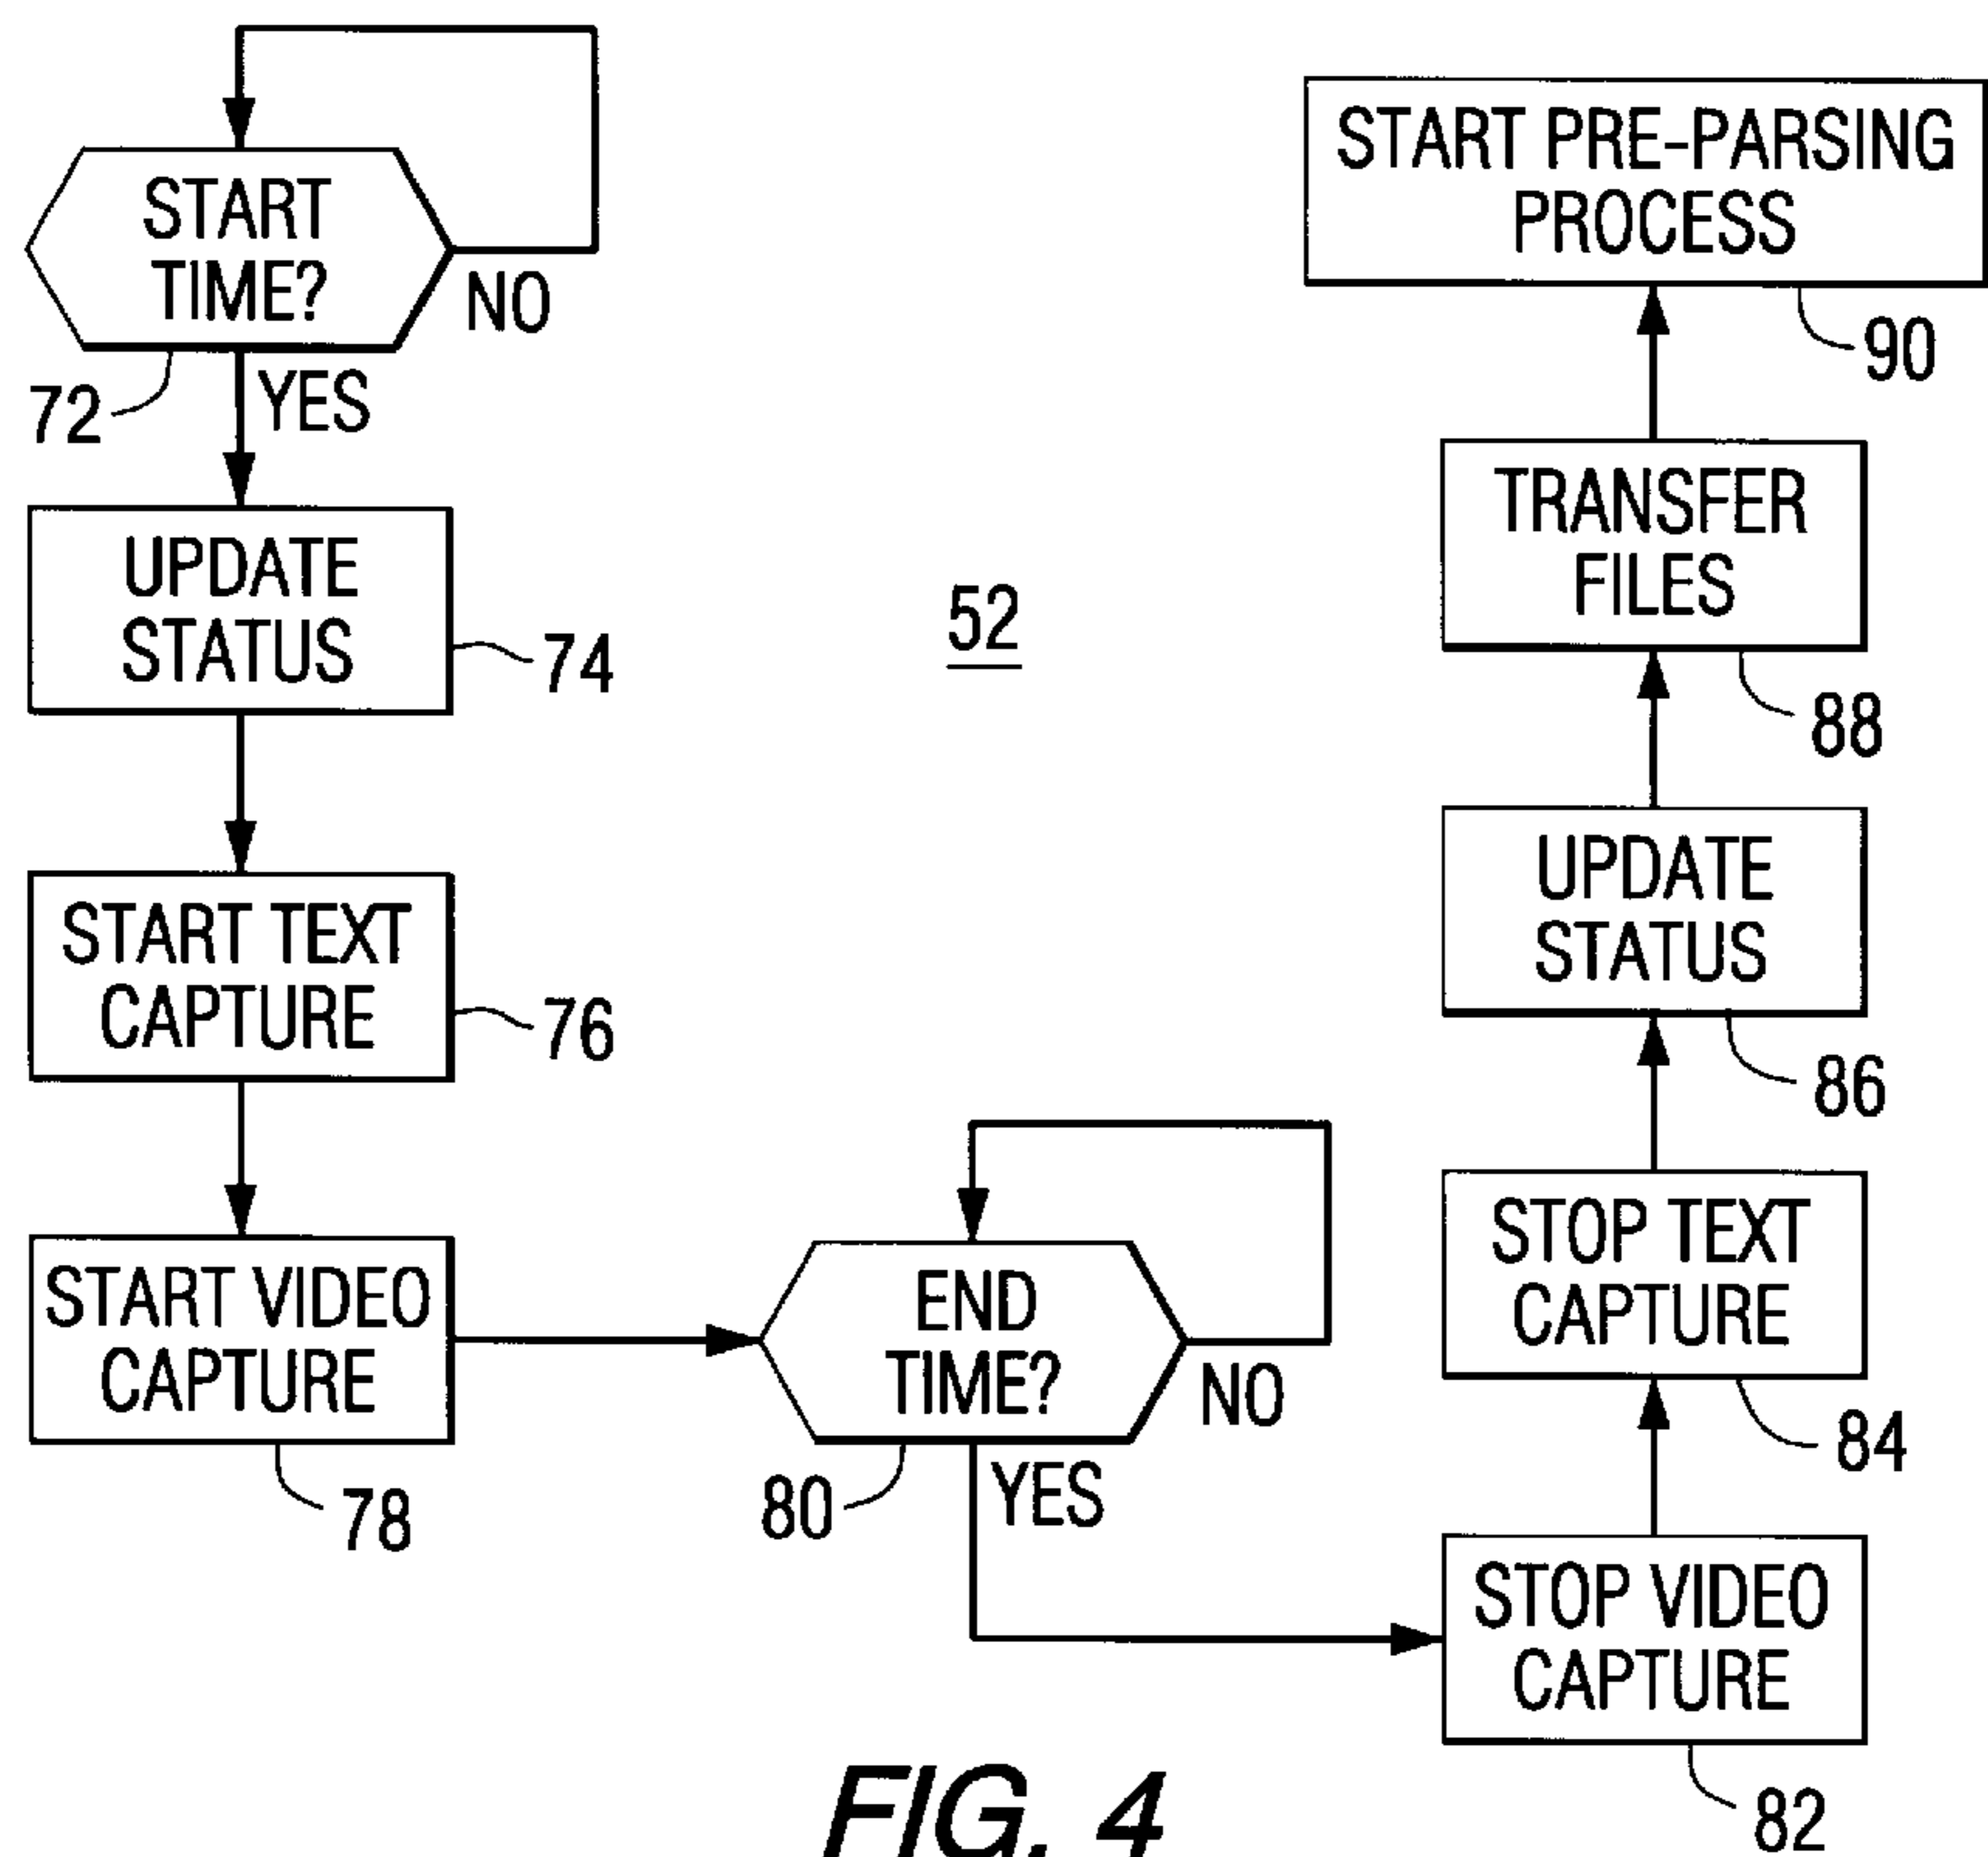 START
TIME?
NO
72
YES
UPDATE
STATUS
74
START TEXT
CAPTURE
76
START VIDEO
CAPTURE
78
52
END
TIME?
NO
80
YES
STOP VIDEO
CAPTURE
82
STOP TEXT
CAPTURE
84
UPDATE
STATUS
86
TRANSFER
FILES
88
START PRE-PARSING
PROCESS
90
FIG. 4